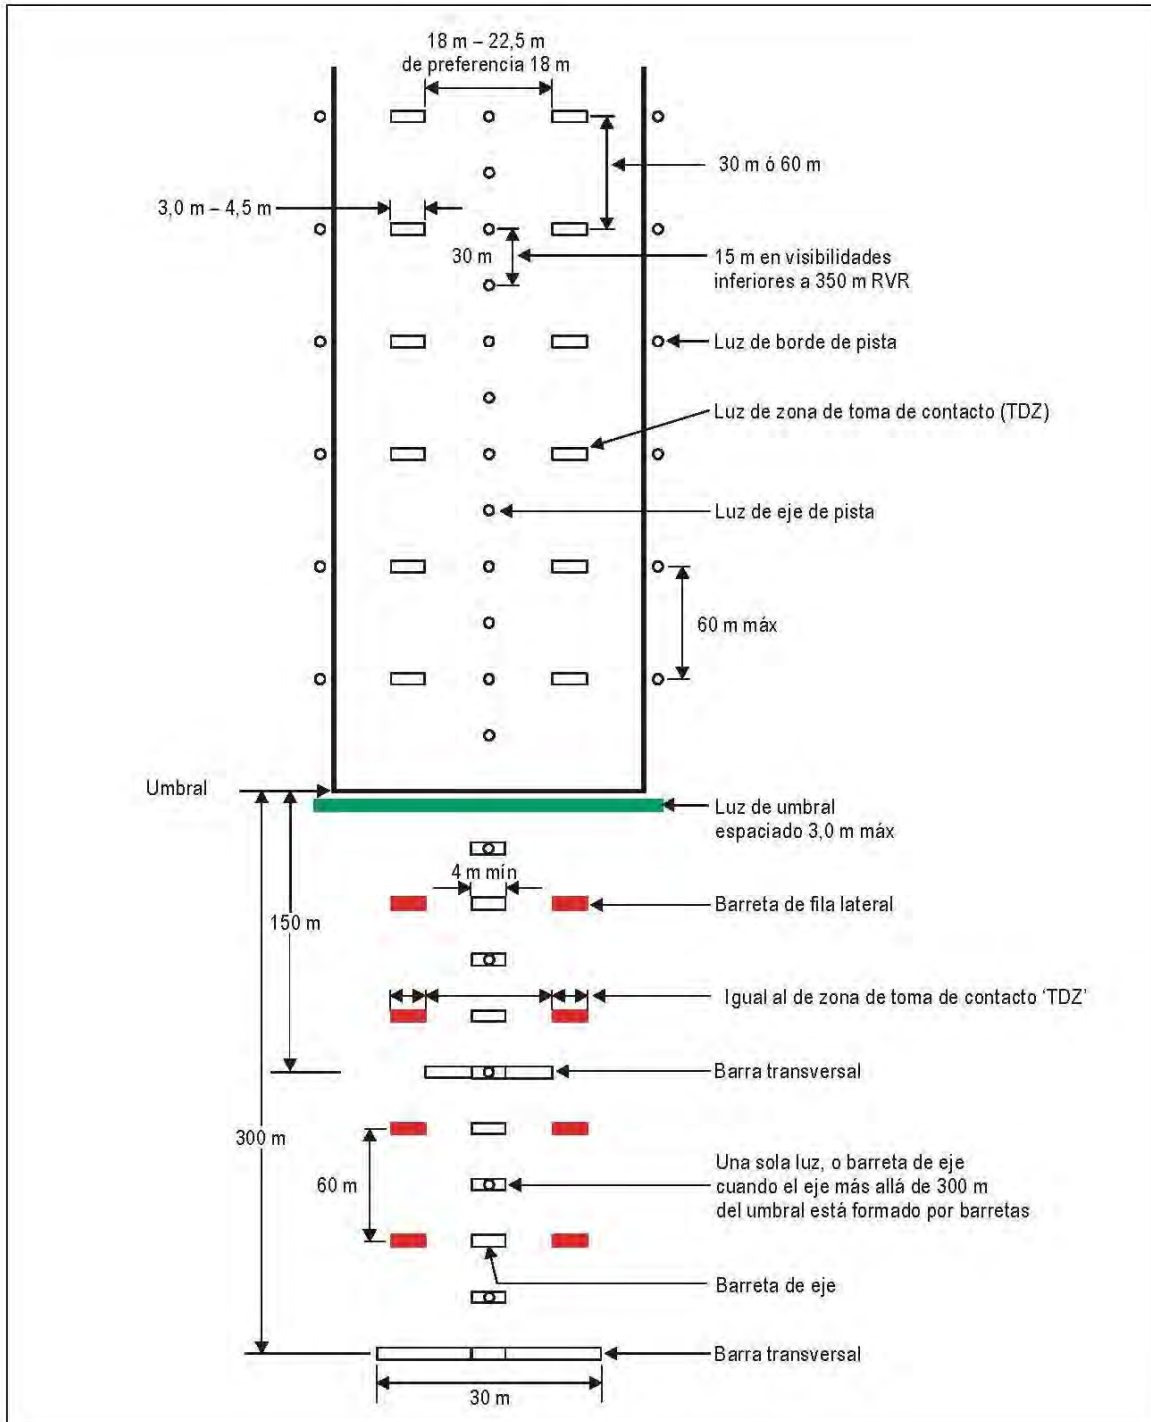 18 m – 22,5 m
de preferencia 18 m
30 m ó 60 m
3,0 m – 4,5 m
30 m
15 m en visibilidades
inferiores a 350 m RVR
Luz de borde de pista
Luz de zona de toma de contacto (TDZ)
Luz de eje de pista
60 m máx
Umbral
Luz de umbral
espaciado 3,0 m máx
4 m mín
Barreta de fila lateral
150 m
Igual al de zona de toma de contacto ‘TDZ’
Barra transversal
300 m
60 m
Una sola luz, o barreta de eje
cuando el eje más allá de 300 m
del umbral está formado por barretas
Barreta de eje
Barra transversal
30 m